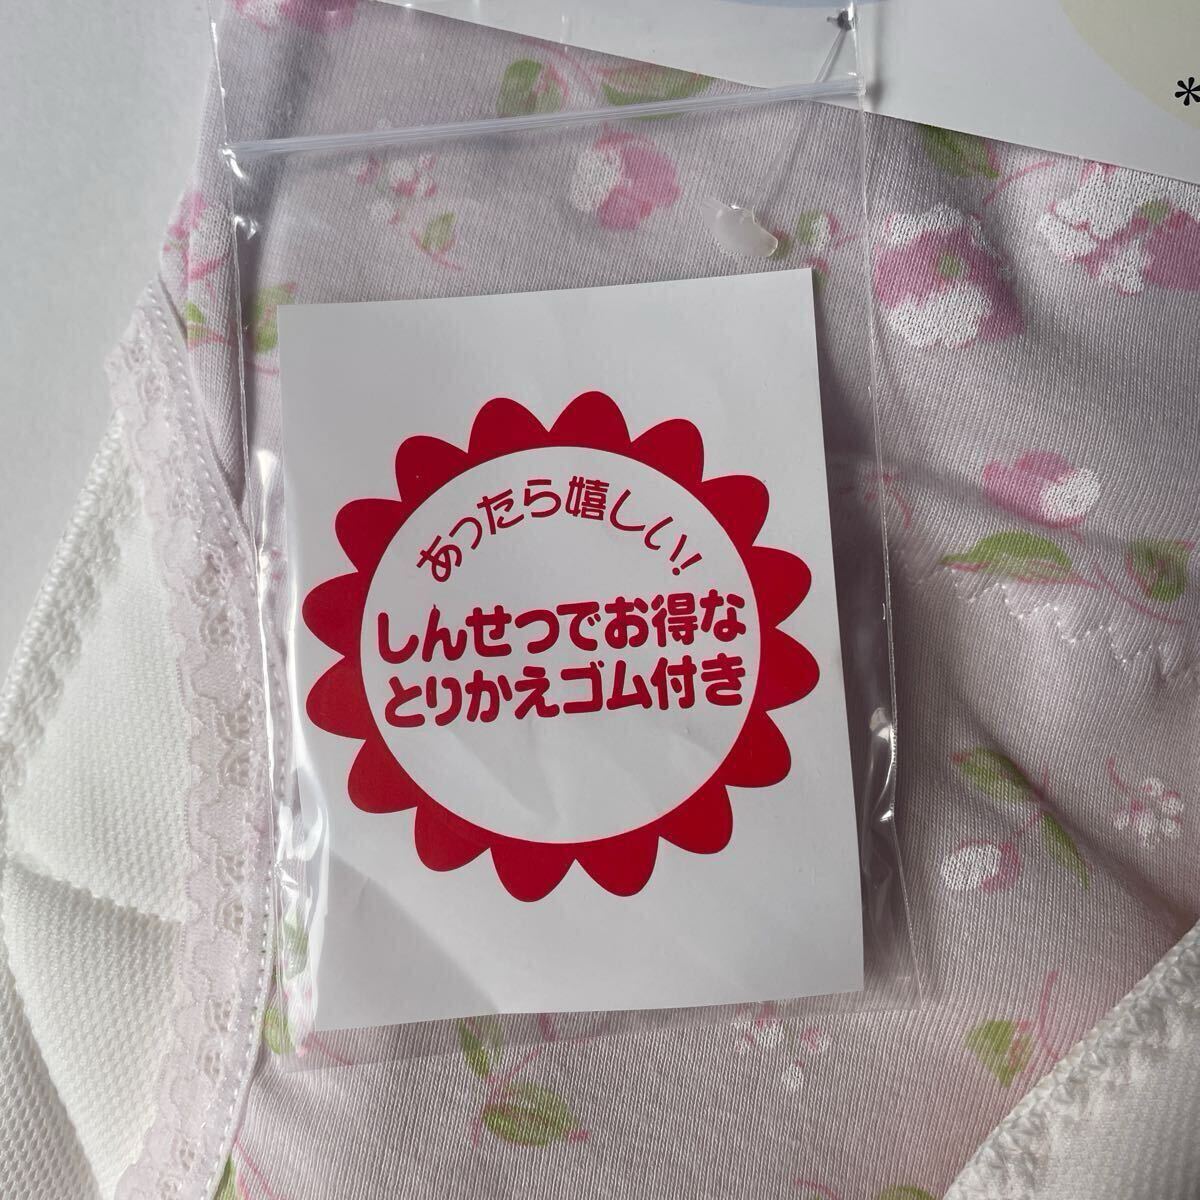 あったら嬉しい!
しんせつでお得な
とりかえゴム付き
*